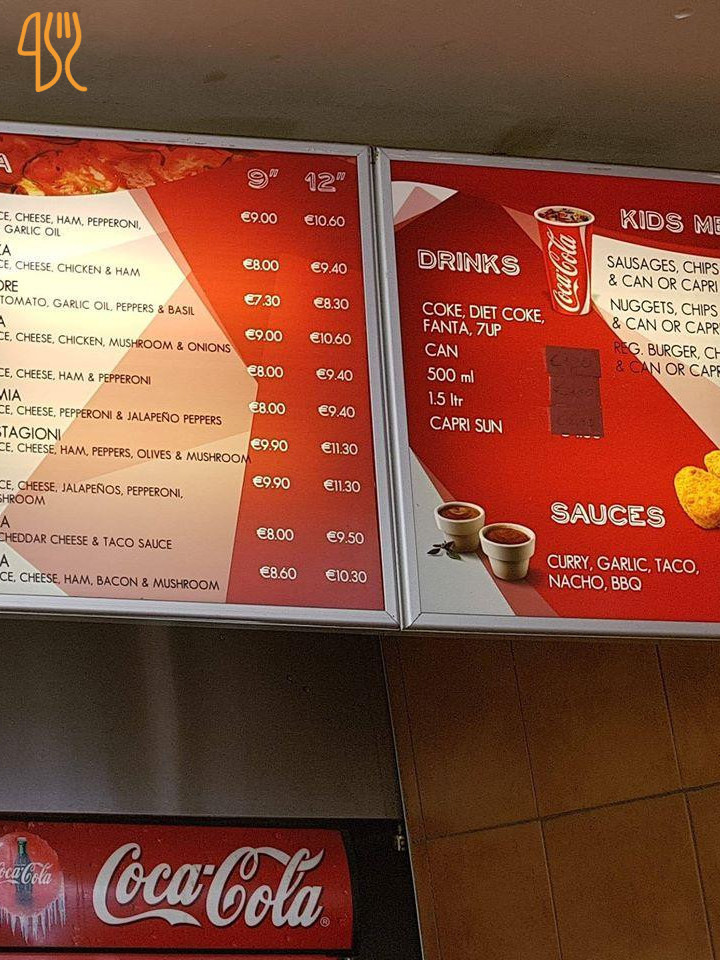 A
9" 12"
CE, CHEESE, HAM, PEPPERONI, €9.00 €10.60
GARLIC OIL
CA
CE, CHEESE, CHICKEN & HAM €8.00 €9.40
ORE
TOMATO, GARLIC OIL, PEPPERS & BASIL €7.30 €8.30
A
CE, CHEESE, CHICKEN, MUSHROOM & ONIONS €9.00 €10.60
CE, CHEESE, HAM & PEPPERONI €8.00 €9.40
MIA
CE, CHEESE, PEPPERONI & JALAPEÑO PEPPERS €8.00 €9.40
STAGIONI
CE, CHEESE, HAM, PEPPERS, OLIVES & MUSHROOM €9.90 €11.30
CE, CHEESE, JALAPEÑOS, PEPPERONI, €9.90 €11.30
SHROOM
A
CHEDDAR CHEESE & TACO SAUCE €8.00 €9.50
A
CE, CHEESE, HAM, BACON & MUSHROOM €8.60 €10.30
DRINKS
COKE, DIET COKE,
FANTA, 7UP
CAN
500 ml
1.5 ltr
CAPRI SUN
Coca-Cola
KIDS ME
SAUSAGES, CHIPS
& CAN OR CAPRI
NUGGETS, CHIPS
& CAN OR CAPR
REG. BURGER, CH
& CAN OR CAPR
SAUCES
CURRY, GARLIC, TACO,
NACHO, BBQ
Coca-Cola
Coca-Cola®